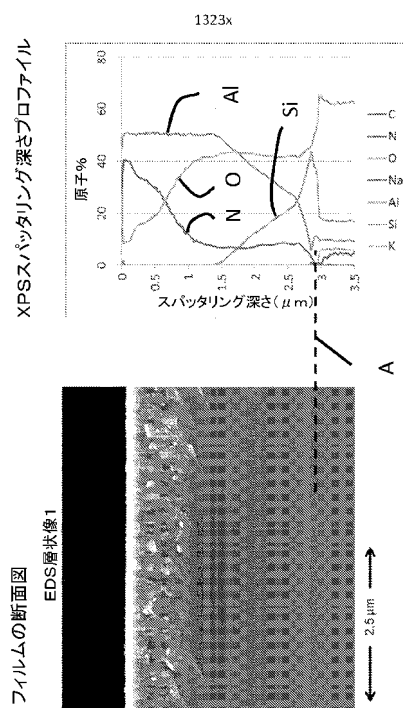 1323x
XPSスパッタリング深さプロファイル
80
60
40
20
0
原子%
Al
Si
O
N
0
0.5
1
1.5
2
2.5
3
3.5
スパッタリング深さ(μm)
C
N
O
Na
Al
Si
K
A
フィルムの断面図
EDS層状像1
2.5 μm